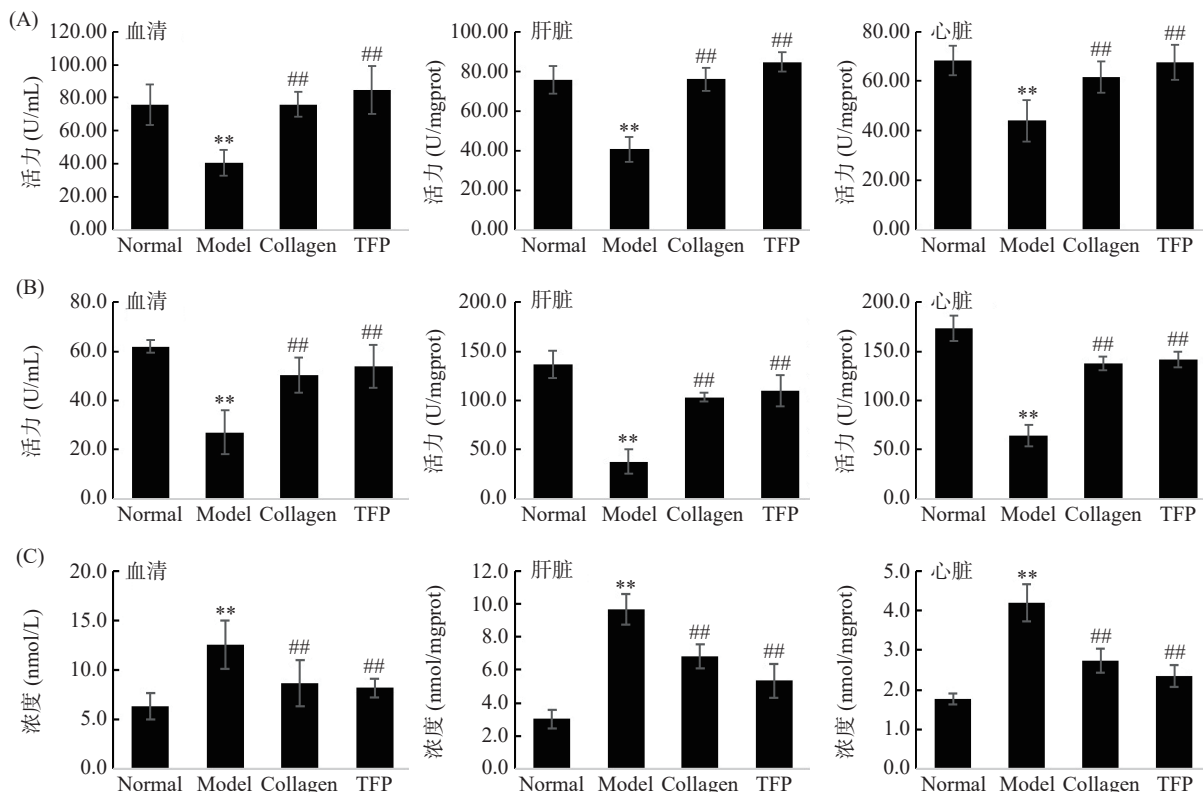 (A)
血清
120.00
100.00
80.00
60.00
40.00
20.00
0.00
活力 (U/mL)
**
##
##
Normal Model Collagen TFP
肝脏
100.00
80.00
60.00
40.00
20.00
0.00
活力 (U/mgprot)
**
##
##
Normal Model Collagen TFP
心脏
80.00
60.00
40.00
20.00
0.00
活力 (U/mgprot)
**
##
##
Normal Model Collagen TFP
(B)
血清
80.0
60.0
40.0
20.0
0.0
活力 (U/mL)
**
##
##
Normal Model Collagen TFP
肝脏
200.0
150.0
100.0
50.0
0.0
活力 (U/mgprot)
**
##
##
Normal Model Collagen TFP
心脏
200.0
150.0
100.0
50.0
0.0
活力 (U/mgprot)
**
##
##
Normal Model Collagen TFP
(C)
血清
20.0
15.0
10.0
5.0
0.0
浓度 (nmol/L)
**
##
##
Normal Model Collagen TFP
肝脏
12.0
10.0
8.0
6.0
4.0
2.0
0.0
浓度 (nmol/mgprot)
**
##
##
Normal Model Collagen TFP
心脏
5.0
4.0
3.0
2.0
1.0
0.0
浓度 (nmol/mgprot)
**
##
##
Normal Model Collagen TFP